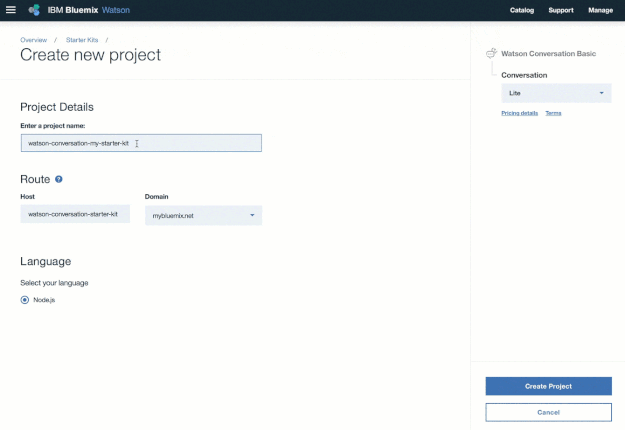 IBM Bluemix Watson
Catalog Support Manage
Overview / Starter Kits /
Create new project
Project Details
Enter a project name:
watson-conversation-my-starter-kit
Route ?
Host Domain
watson-conversation-starter-kit mybluemix.net
Language
Select your language
Node.js
Watson Conversation Basic
Conversation
Lite
Pricing details Terms
Create Project
Cancel